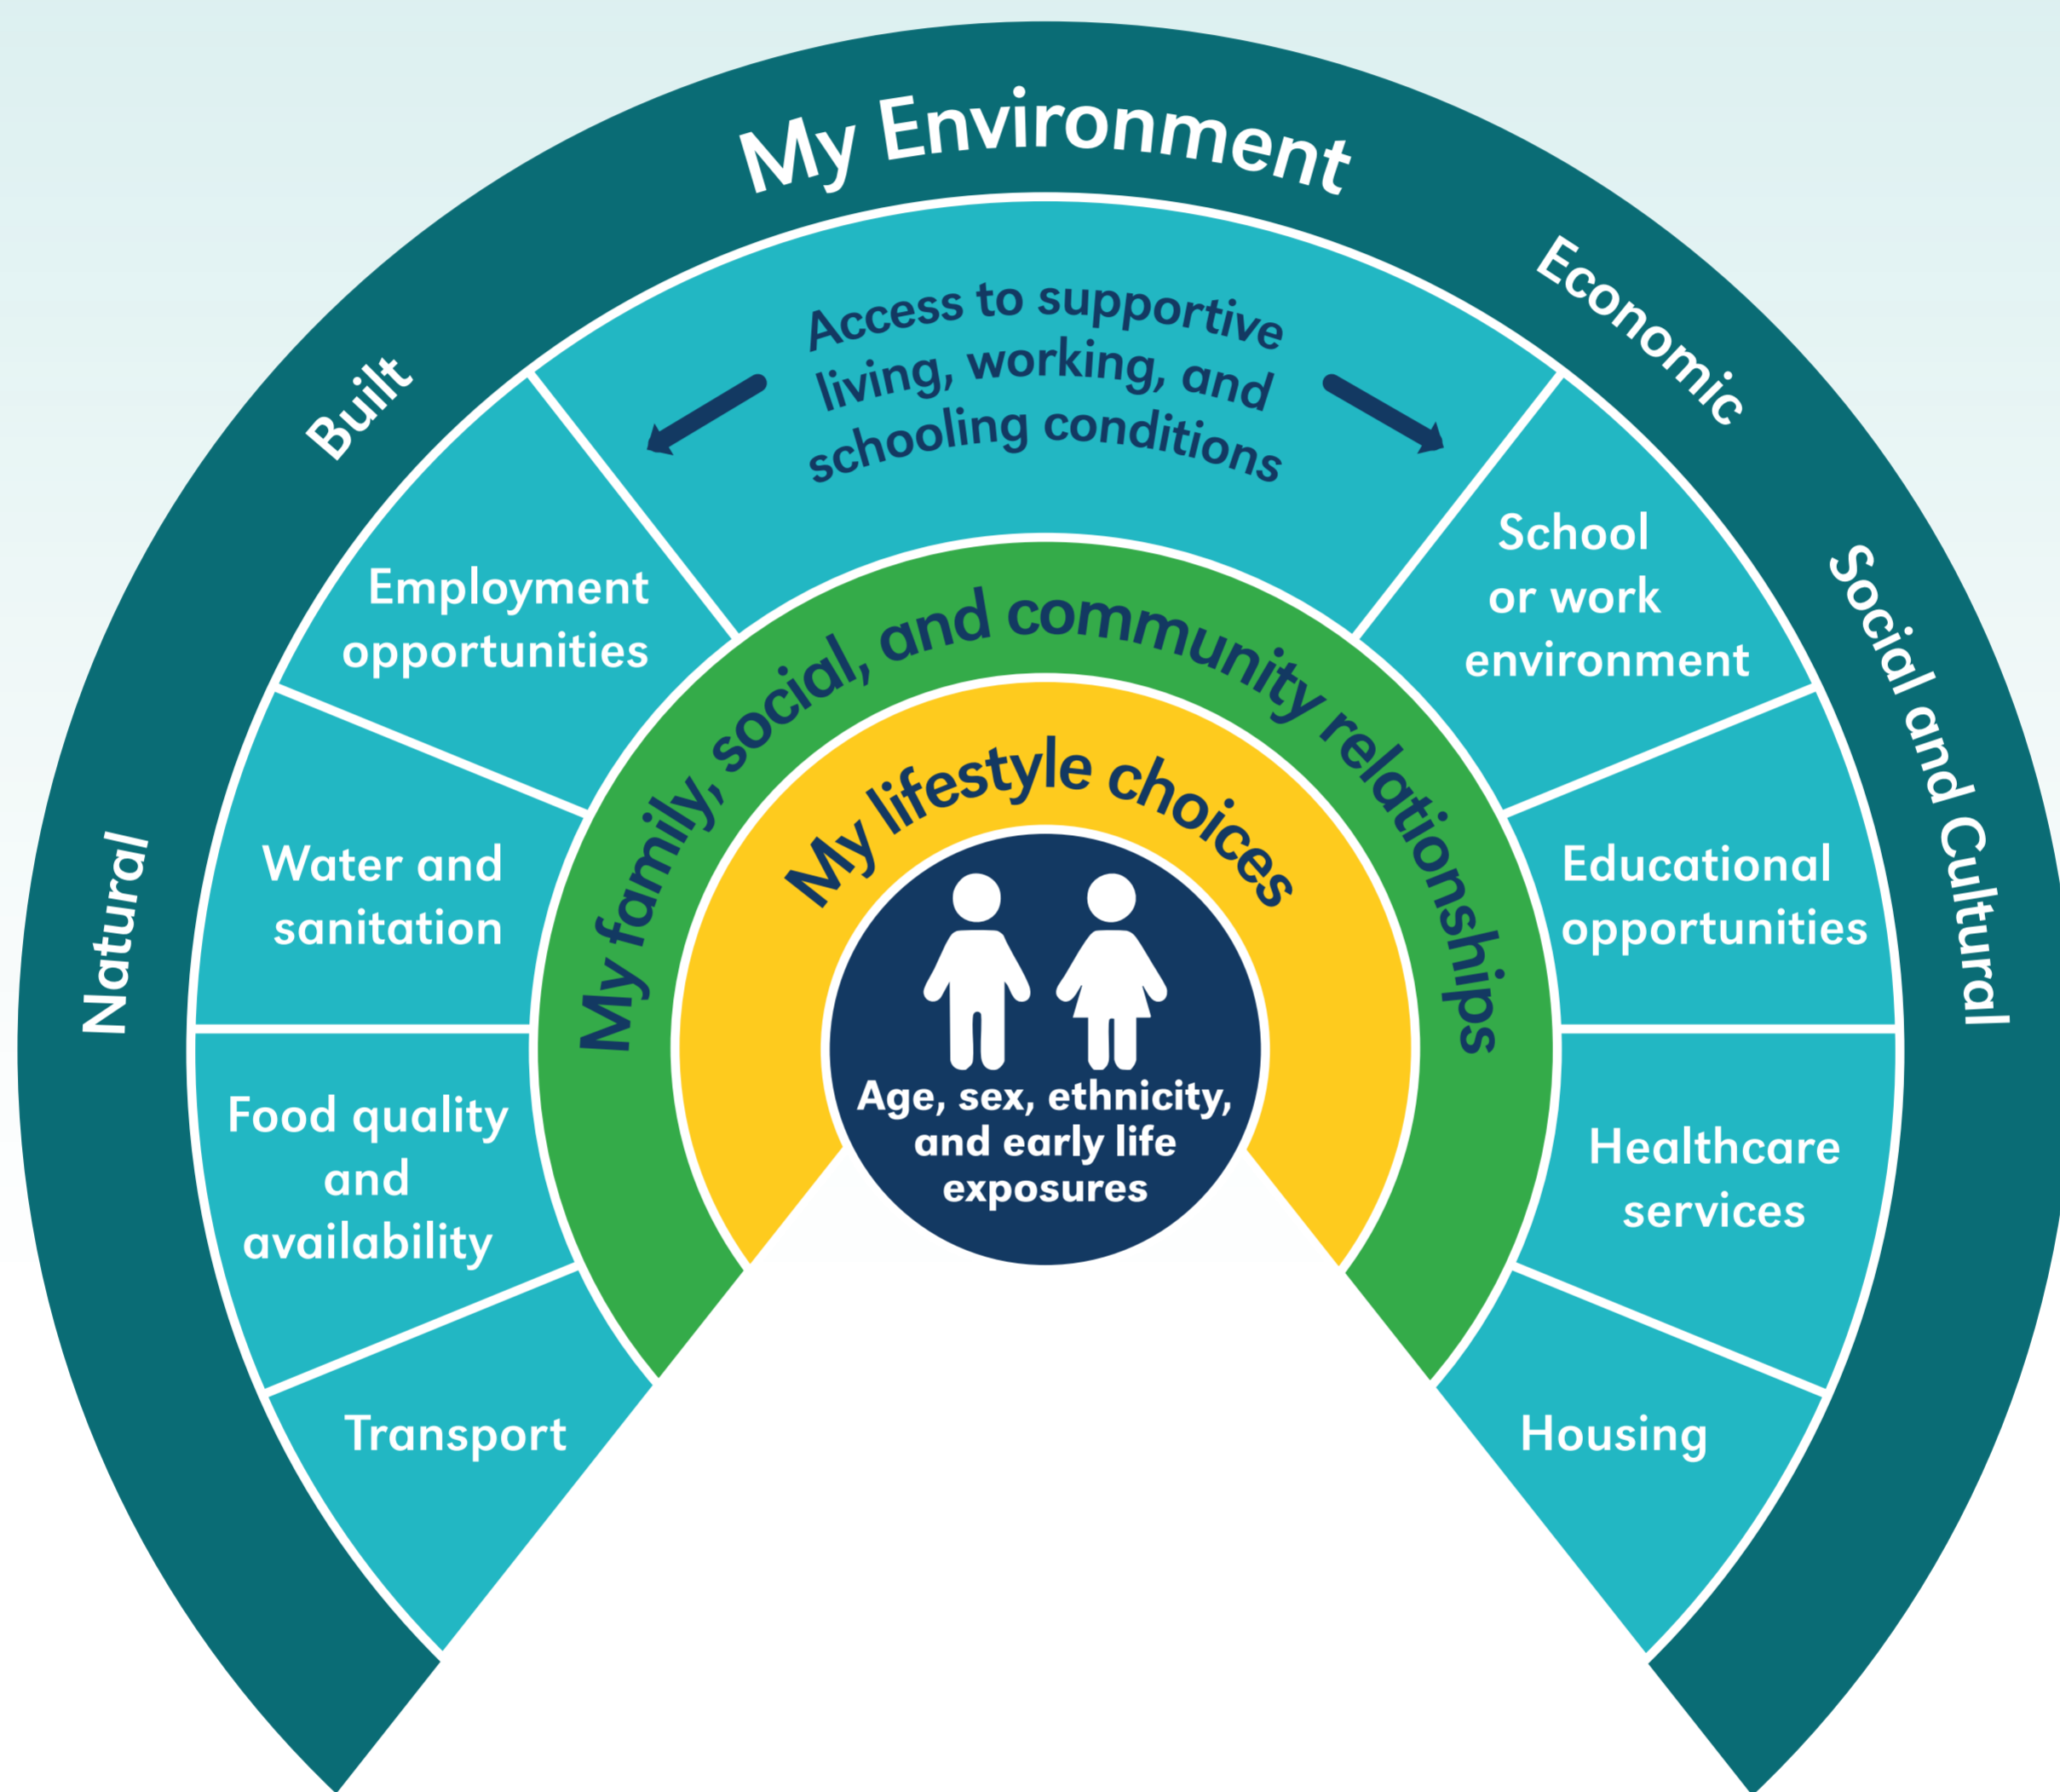 My Environment
Built
Natural
Economic
Social and Cultural
Access to supportive
living, working, and
schooling conditions
Employment
opportunities
Water and
sanitation
Food quality
and
availability
Transport
School
or work
environment
Educational
opportunities
Healthcare
services
Housing
My family, social, and community relationships
My lifestyle choices
Age, sex, ethnicity,
and early life
exposures